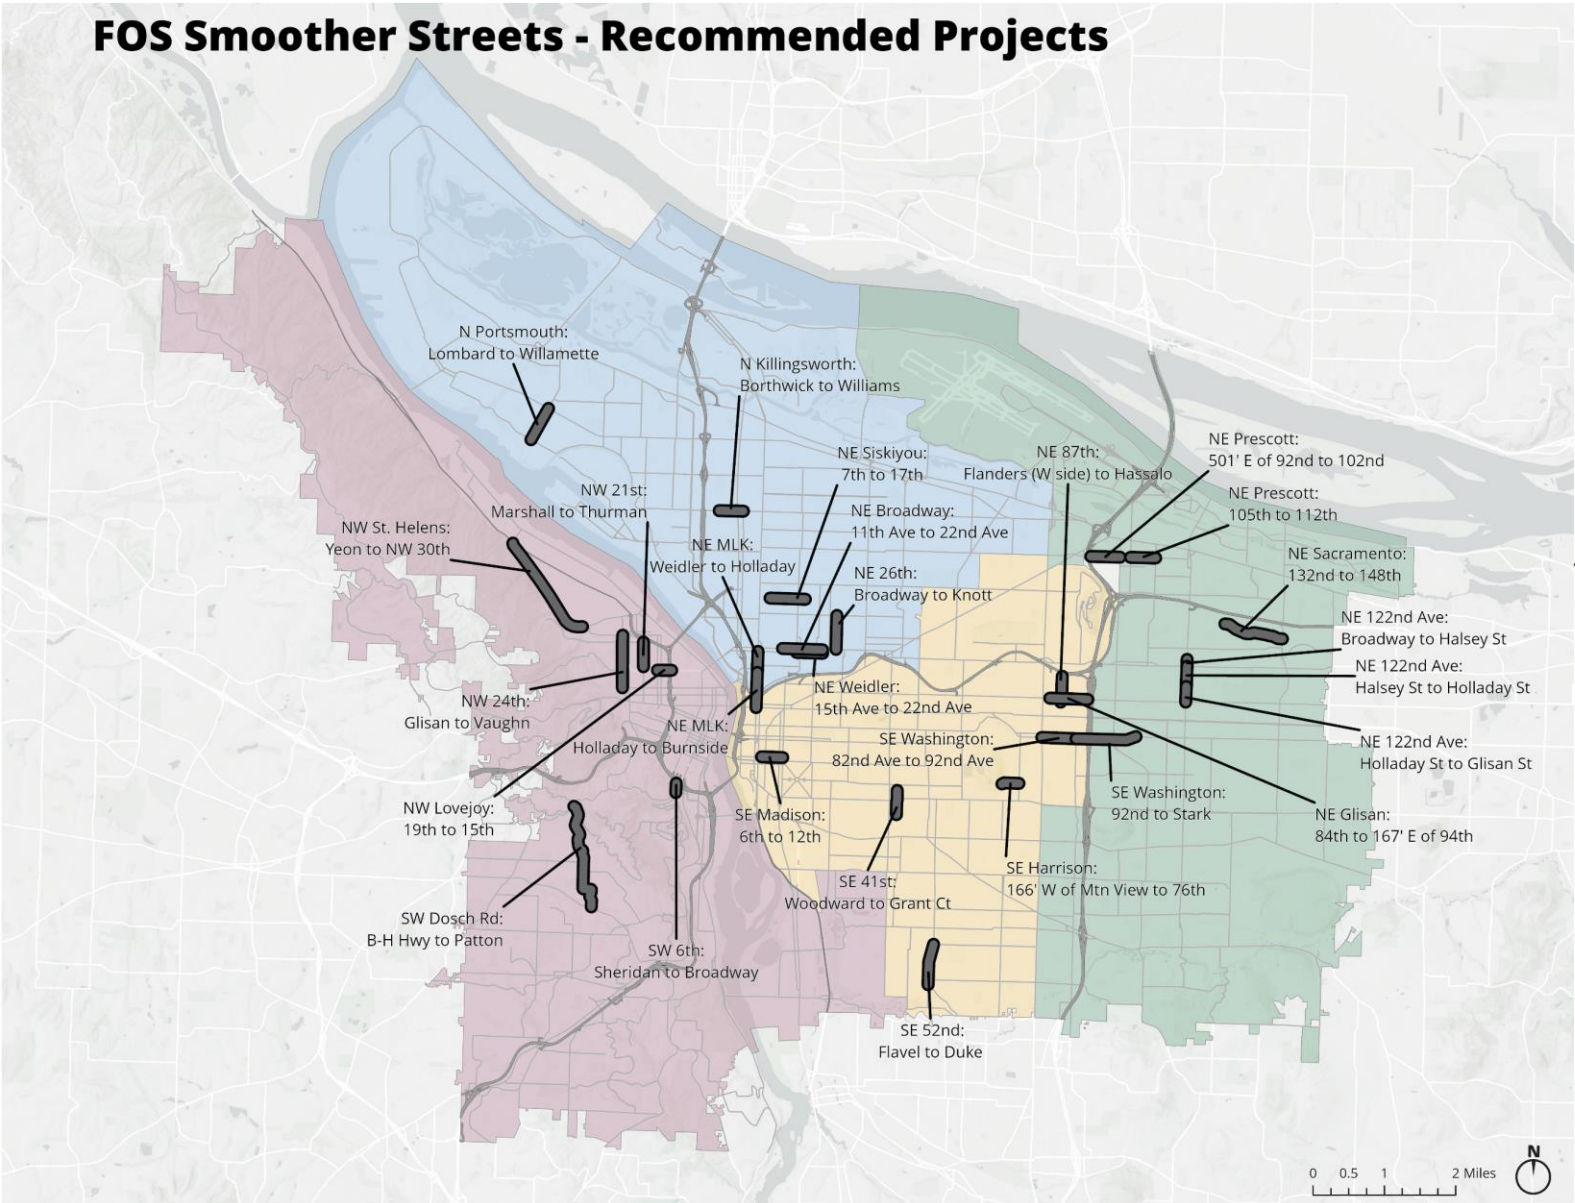 FOS Smoother Streets - Recommended Projects
N Portsmouth:
Lombard to Willamette
N Killingsworth:
Borthwick to Williams
NE Siskiyou:
7th to 17th
NE 87th:
Flanders (W side) to Hassalo
NE Prescott:
501' E of 92nd to 102nd
NW 21st:
Marshall to Thurman
NE Prescott:
105th to 112th
NE Broadway:
11th Ave to 22nd Ave
NW St. Helens:
Yeon to NW 30th
NE MLK:
Weidler to Holladay
NE Sacramento:
132nd to 148th
NE 26th:
Broadway to Knott
NE 122nd Ave:
Broadway to Halsey St
NE 122nd Ave:
Halsey St to Holladay St
NW 24th:
Glisan to Vaughn
NE Weidler:
15th Ave to 22nd Ave
NE MLK:
Holladay to Burnside
SE Washington:
82nd Ave to 92nd Ave
NE 122nd Ave:
Holladay St to Glisan St
NW Lovejoy:
19th to 15th
SE Madison:
6th to 12th
SE Washington:
92nd to Stark
NE Glisan:
84th to 167' E of 94th
SE 41st:
Woodward to Grant Ct
SE Harrison:
166' W of Mtn View to 76th
SW Dosch Rd:
B-H Hwy to Patton
SW 6th:
Sheridan to Broadway
SE 52nd:
Flavel to Duke
N
0 0.5 1 2 Miles